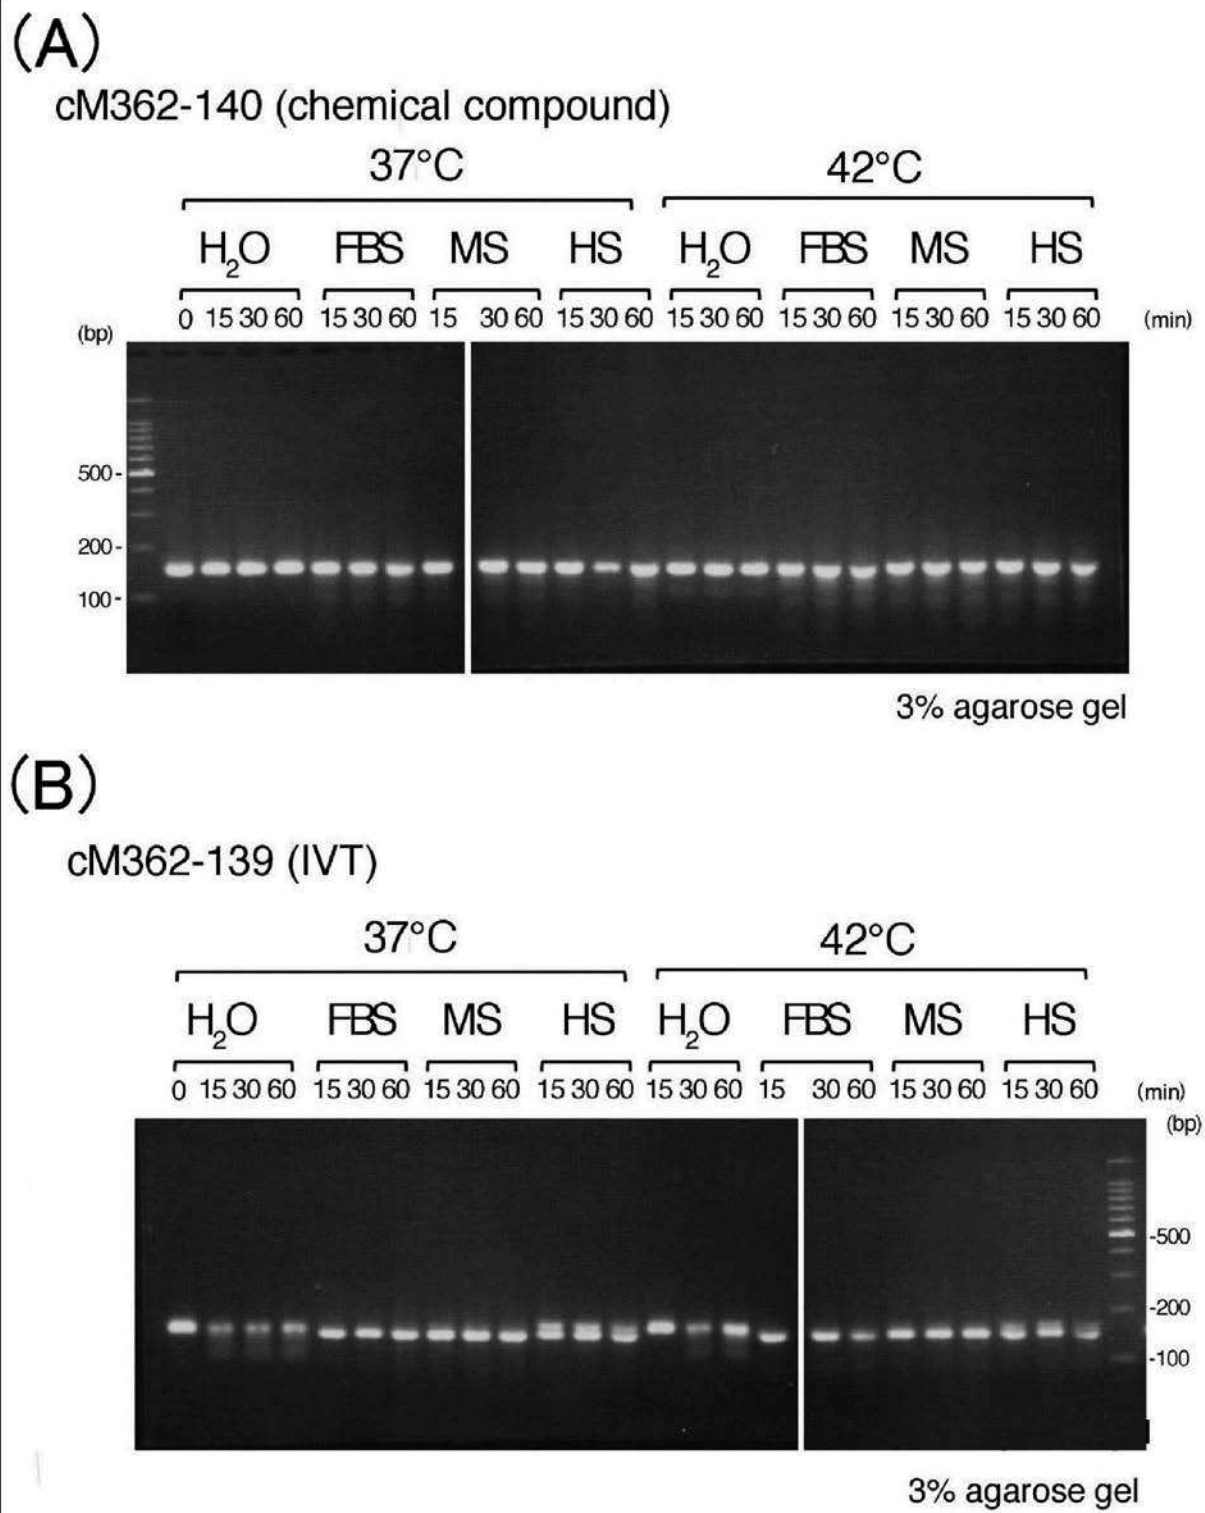 (A)
cM362-140 (chemical compound)
37°C 42°C
H₂O FBS MS HS H₂O FBS MS HS
0 15 30 60 15 30 60 15 30 60 15 30 60 15 30 60 15 30 60 15 30 60 15 30 60 (min)
(bp)
500-
200-
100-
3% agarose gel
(B)
cM362-139 (IVT)
37°C 42°C
H₂O FBS MS HS H₂O FBS MS HS
0 15 30 60 15 30 60 15 30 60 15 30 60 15 30 60 15 30 60 15 30 60 15 30 60 (min)
(bp)
-500
-200
-100
3% agarose gel